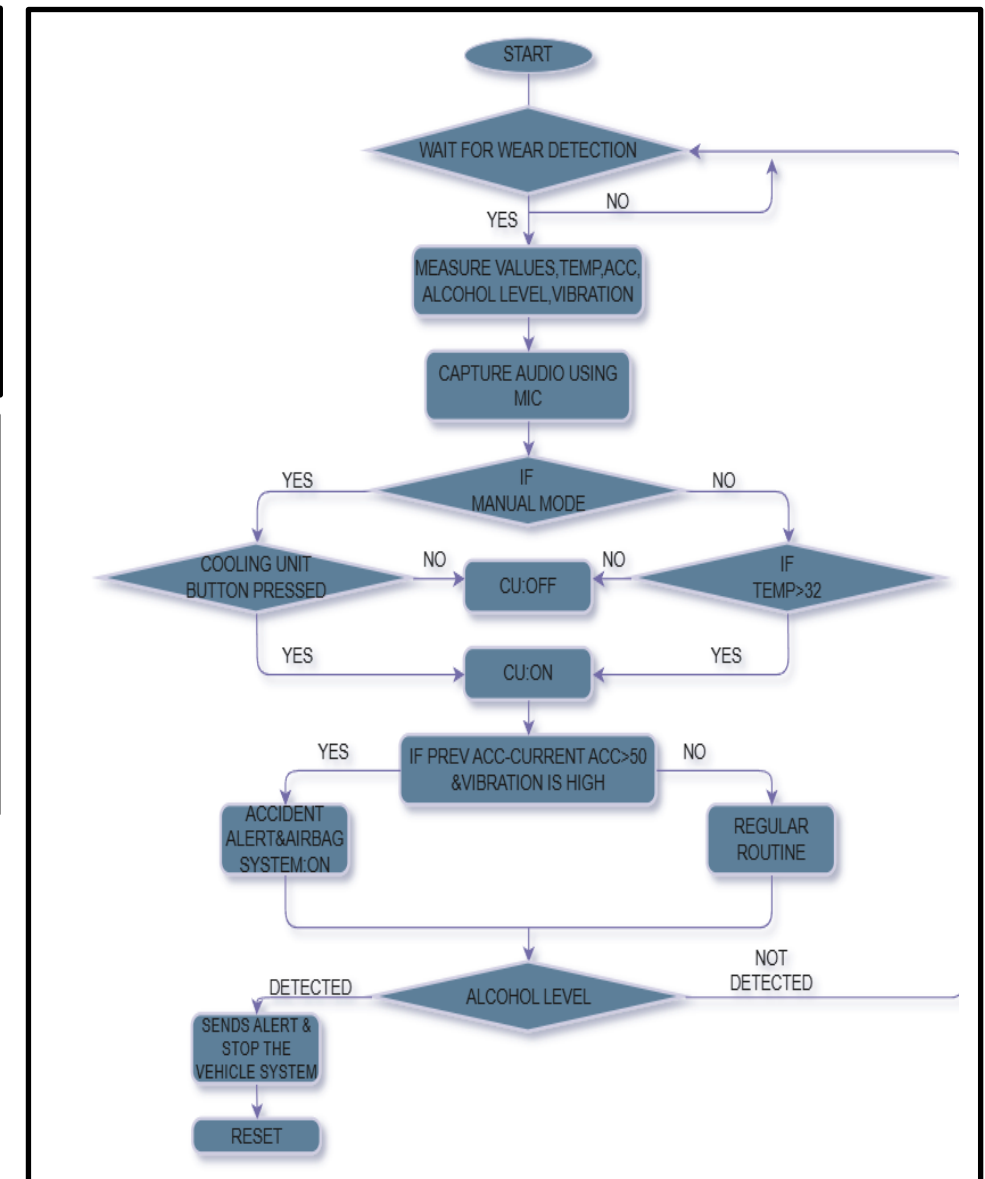 START
WAIT FOR WEAR DETECTION
NO
YES
MEASURE VALUES,TEMP,ACC,
ALCOHOL LEVEL,VIBRATION
CAPTURE AUDIO USING
MIC
YES
IF
MANUAL MODE
NO
COOLING UNIT
BUTTON PRESSED
NO
CU:OFF
NO
IF
TEMP>32
YES
CU:ON
YES
YES
IF PREV ACC-CURRENT ACC>50
&VIBRATION IS HIGH
NO
ACCIDENT
ALERT&AIRBAG
SYSTEM:ON
REGULAR
ROUTINE
DETECTED
ALCOHOL LEVEL
NOT
DETECTED
SENDS ALERT &
STOP THE
VEHICLE SYSTEM
RESET